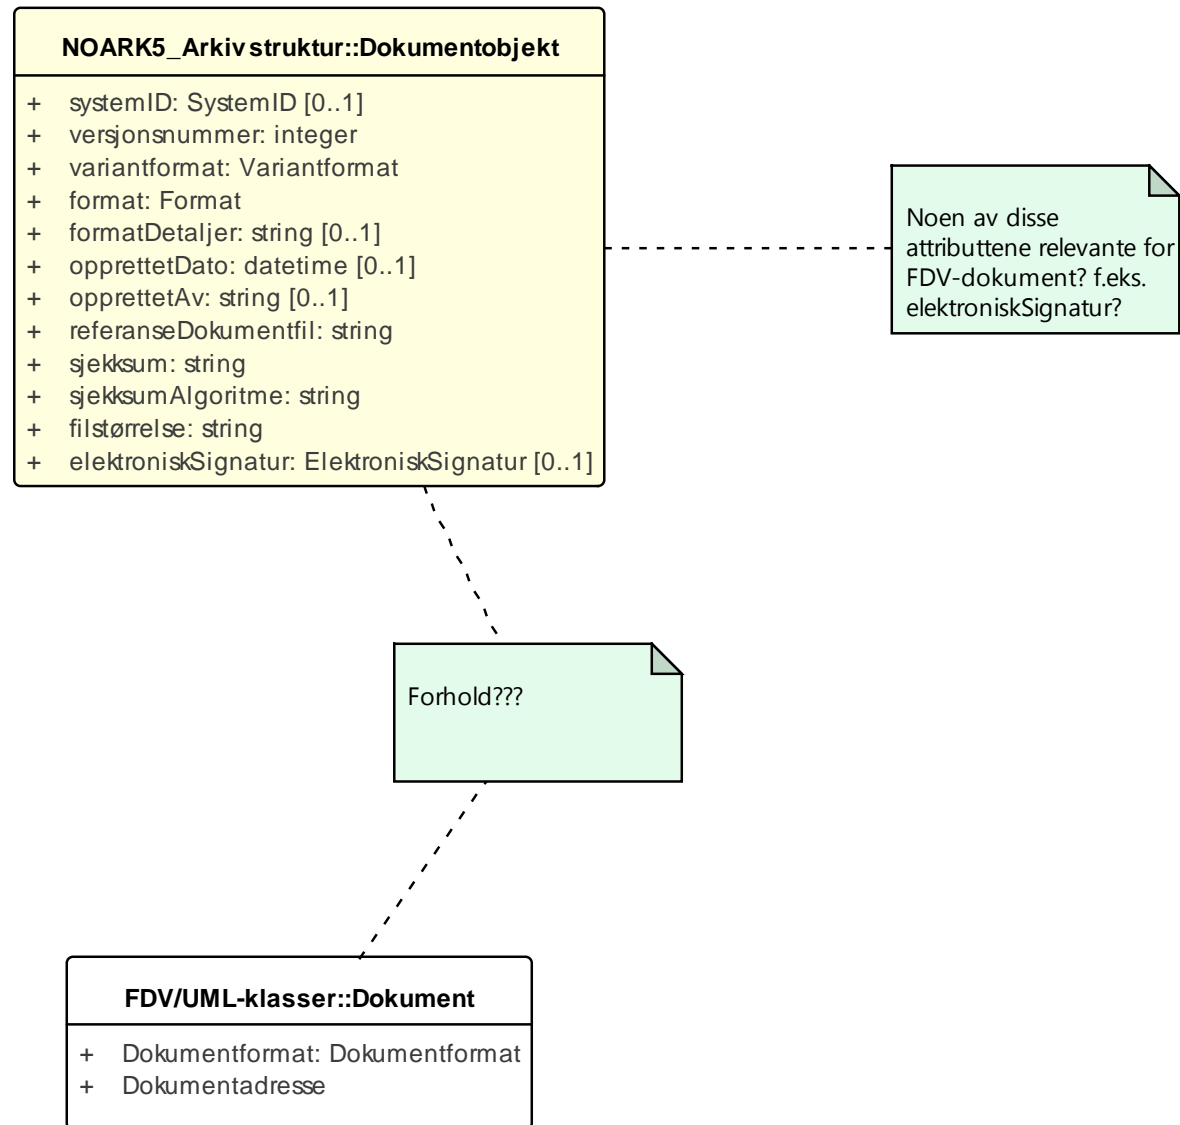 NOARK5_Arkivstruktur::Dokumentobjekt
+ systemID: SystemID [0..1]
+ versjonsnummer: integer
+ variantformat: Variantformat
+ format: Format
+ formatDetaljer: string [0..1]
+ opprettetDato: datetime [0..1]
+ opprettetAv: string [0..1]
+ referanseDokumentfil: string
+ sjekksum: string
+ sjekksumAlgoritme: string
+ filstørrelse: string
+ elektroniskSignatur: ElektroniskSignatur [0..1]
Noen av disse
attributtene relevante for
FDV-dokument? f.eks.
elektroniskSignatur?
Forhold???
FDV/UML-klasser::Dokument
+ Dokumentformat: Dokumentformat
+ Dokumentadresse